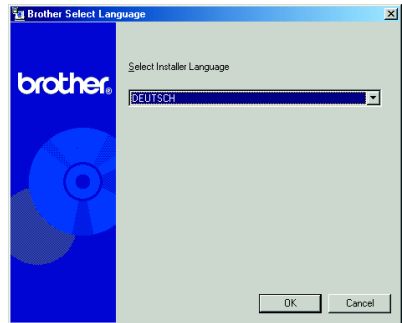 Brother Select Language
brother®
Select Installer Language
DEUTSCH
OK Cancel